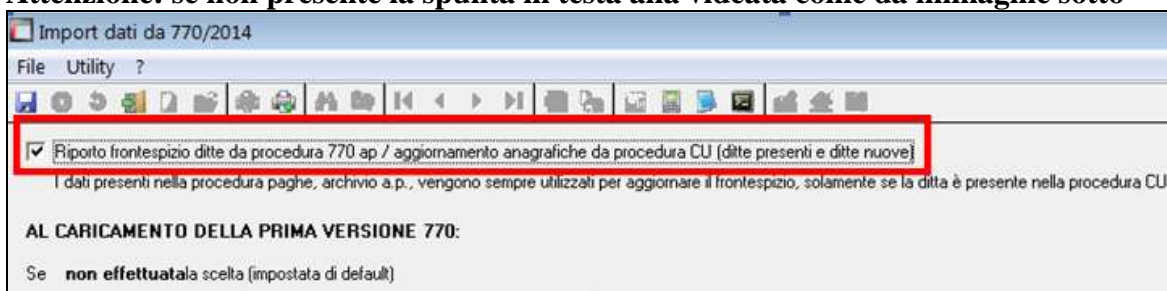 Attenzione: se non presente la spunta in testa alla videata come da immagine sotto
Import dati da 770/2014
File Utility ?
Riporto frontespizio ditte da procedura 770 ap / aggiornamento anagrafiche da procedura CU (ditte presenti e ditte nuove)
I dati presenti nella procedura paghe, archivio a.p., vengono sempre utilizzati per aggiornare il frontespizio, solamente se la ditta è presente nella procedura CU
AL CARICAMENTO DELLA PRIMA VERSIONE 770:
Se non effettuatala scelta (impostata di default)